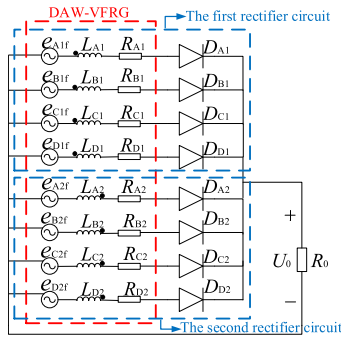 DAW-VFRG
The first rectifier circuit
eA1f LA1 RA1 DA1
eB1f LB1 RB1 DB1
eC1f LC1 RC1 DC1
eD1f LD1 RD1 DD1
eA2f LA2 RA2 DA2
eB2f LB2 RB2 DB2
eC2f LC2 RC2 DC2
eD2f LD2 RD2 DD2
+
U0 R0
−
The second rectifier circuit